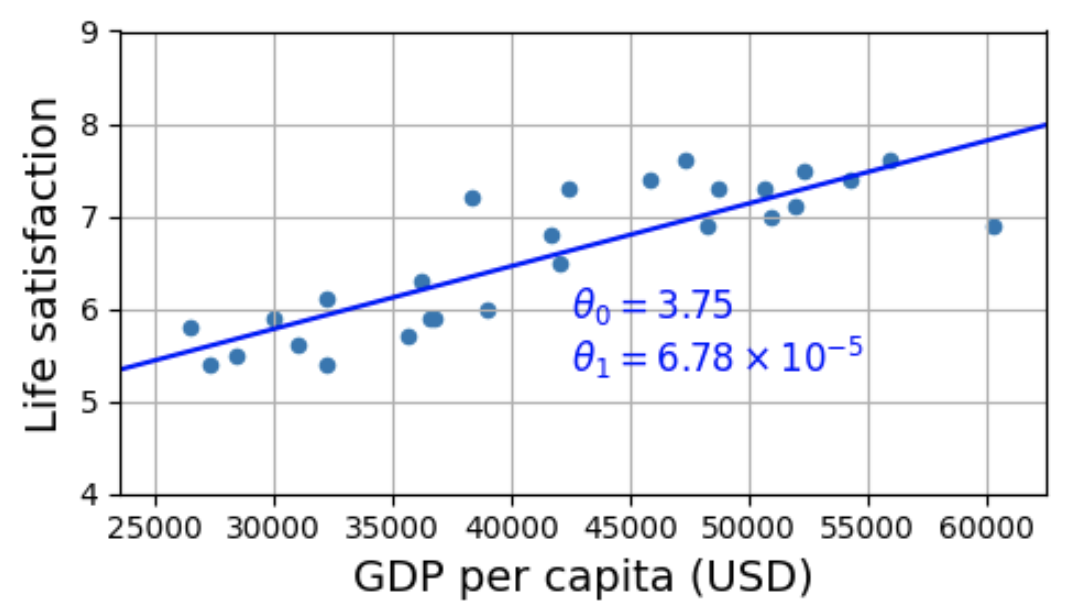 9
8
7
6
5
4
Life satisfaction
θ₀ = 3.75
θ₁ = 6.78 × 10⁻⁵
25000 30000 35000 40000 45000 50000 55000 60000
GDP per capita (USD)